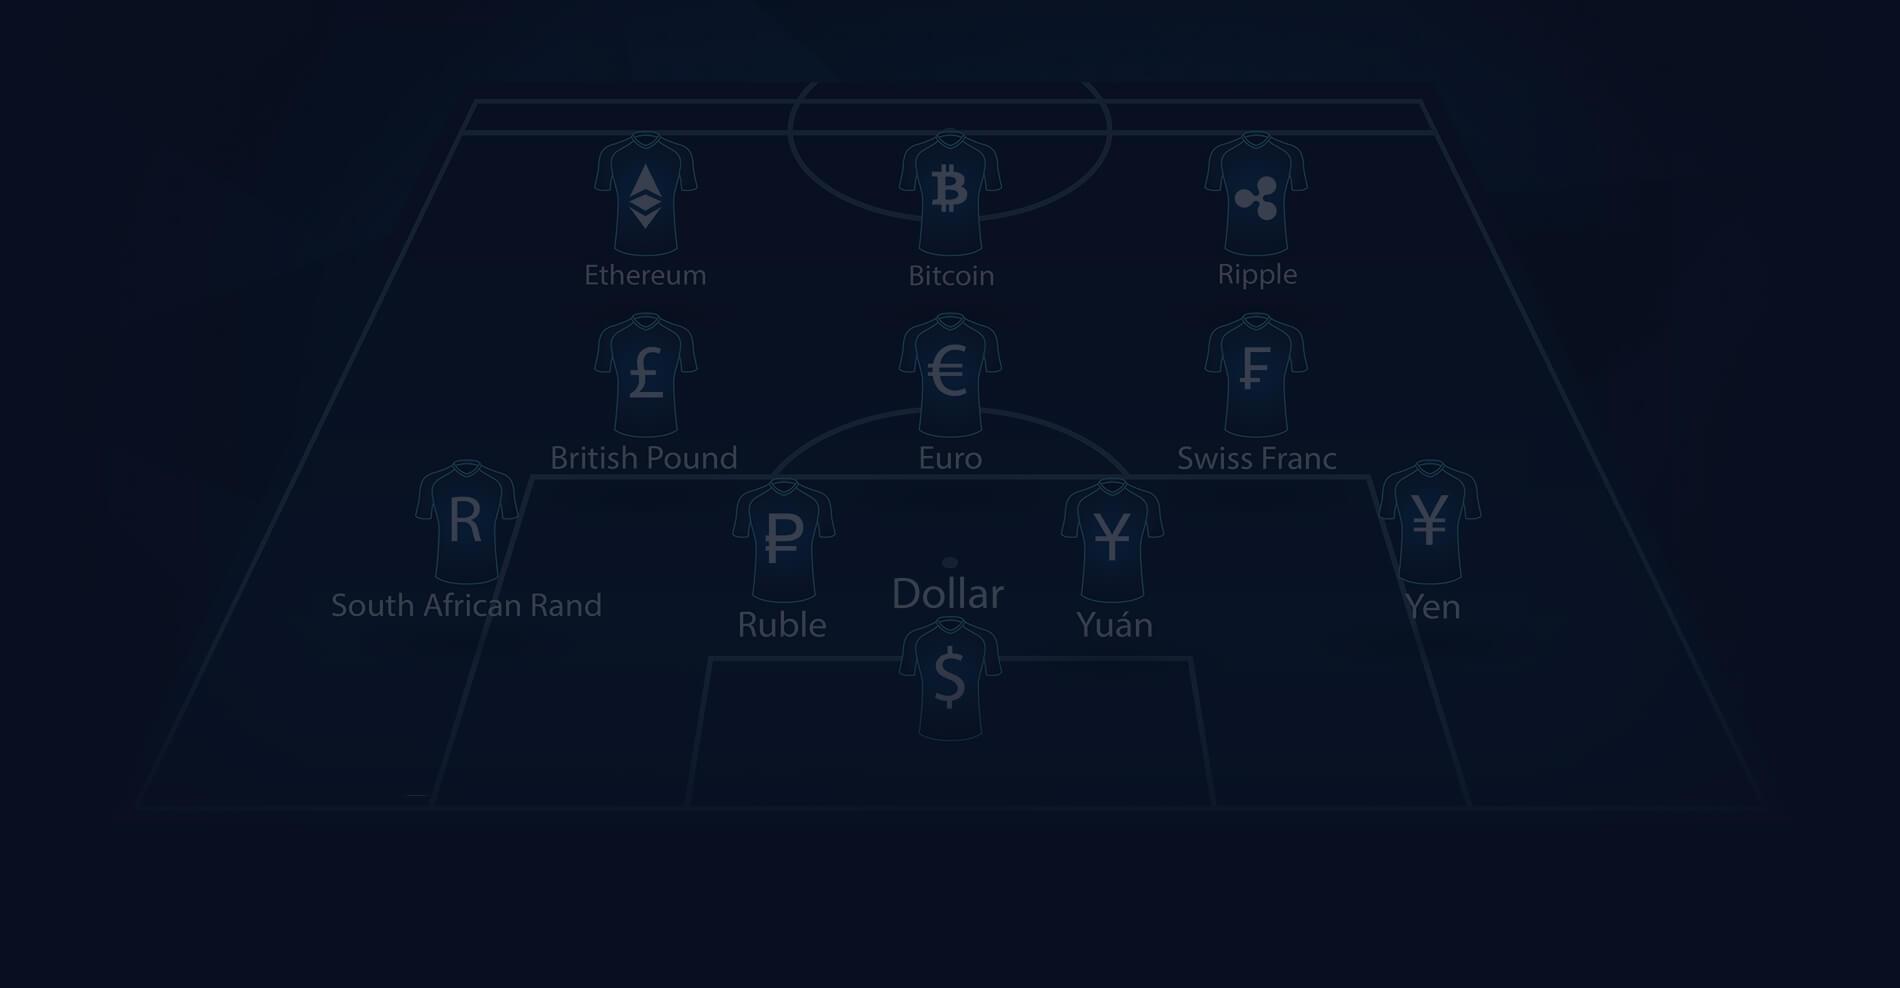 Ethereum
Bitcoin
Ripple
£
€
₣
British Pound
Euro
Swiss Franc
R
₽
¥
¥
South African Rand
Ruble
Dollar
Yuán
Yen
$